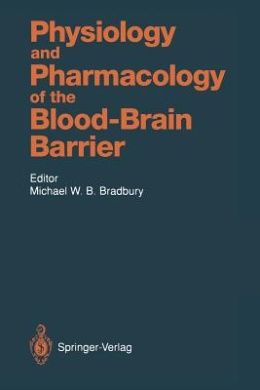 Physiology
and
Pharmacology
of the
Blood-Brain
Barrier
Editor
Michael W. B. Bradbury
Springer-Verlag